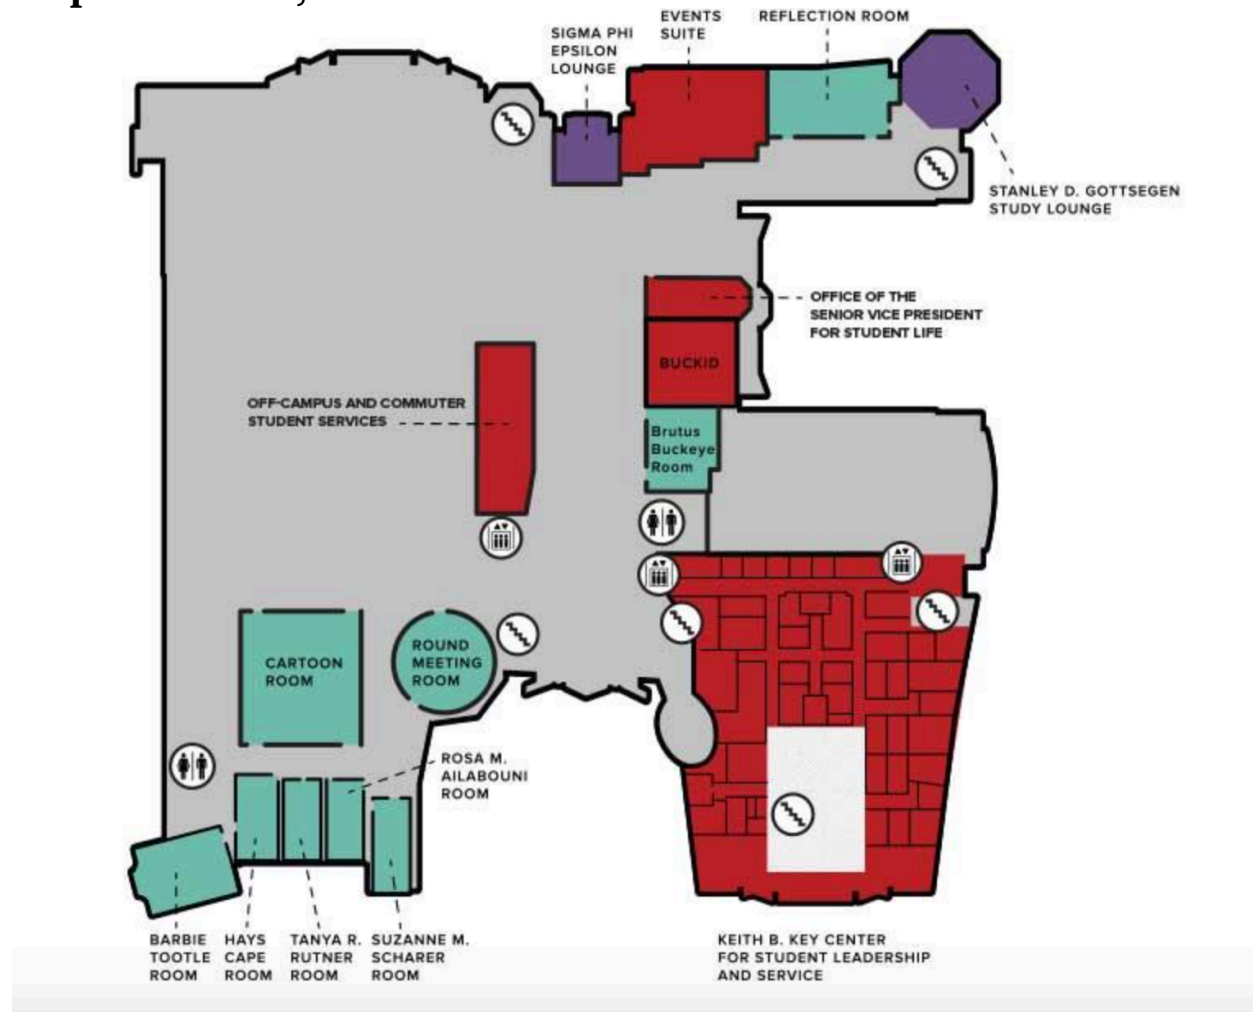 SIGMA PHI
EPSILON
LOUNGE
EVENTS
SUITE
REFLECTION ROOM
STANLEY D. GOTTSEGEN
STUDY LOUNGE
OFFICE OF THE
SENIOR VICE PRESIDENT
FOR STUDENT LIFE
BUCKID
OFF-CAMPUS AND COMMUTER
STUDENT SERVICES
Brutus
Buckeye
Room
CARTOON
ROOM
ROUND
MEETING
ROOM
ROSA M.
AILABOUNI
ROOM
BARBIE
TOOTLE
ROOM
HAYS
CAPE
ROOM
TANYA R.
RUTNER
ROOM
SUZANNE M.
SCHARER
ROOM
KEITH B. KEY CENTER
FOR STUDENT LEADERSHIP
AND SERVICE